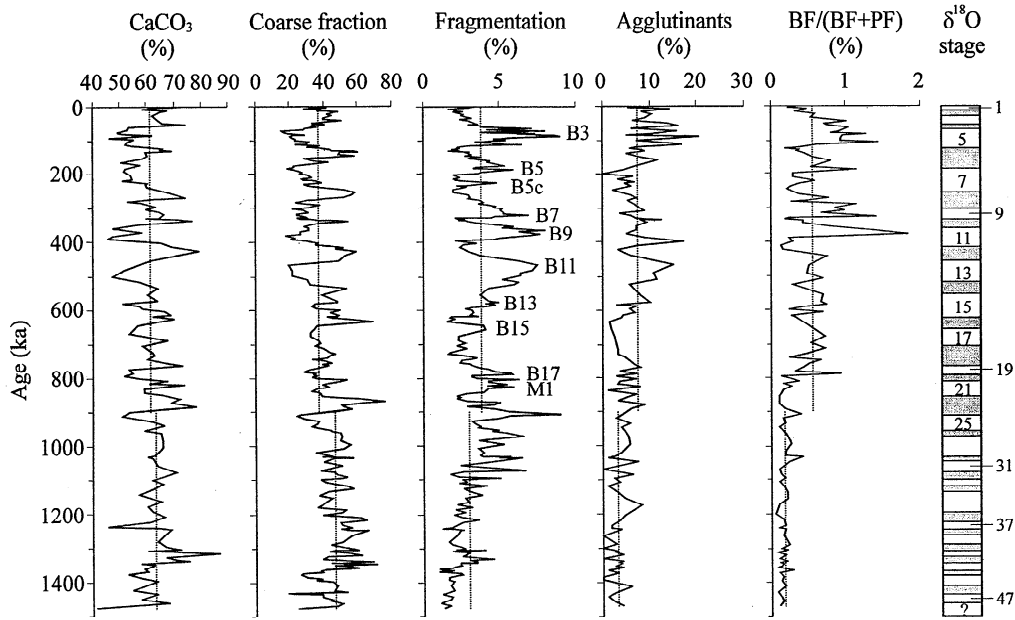 CaCO₃ Coarse fraction Fragmentation Agglutinants BF/(BF+PF) δ¹⁸O
(%) (%) (%) (%) (%) stage
40 50 60 70 80 90 0 20 40 60 80 0 5 10 0 10 20 30 0 1 2
0 1
B3 5
200 B5 7
B5c
B7 9
400 B9 11
B11 13
600 B13 15
B15 17
800 B17 19
M1 21
25
1000 31
1200 37
1400 47
?
Age (ka)